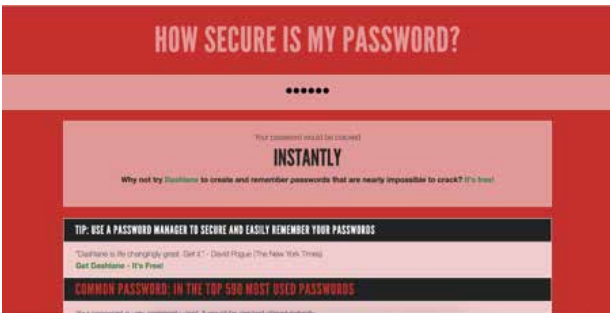 HOW SECURE IS MY PASSWORD?
••••••
Your password would be cracked
INSTANTLY
Why not try Dashlane to create and remember passwords that are nearly impossible to crack? It's free!
TIP: USE A PASSWORD MANAGER TO SECURE AND EASILY REMEMBER YOUR PASSWORDS
"Dashlane is life changingly great. Get it." - David Pogue (The New York Times)
Get Dashlane - It's Free!
COMMON PASSWORD: IN THE TOP 590 MOST USED PASSWORDS